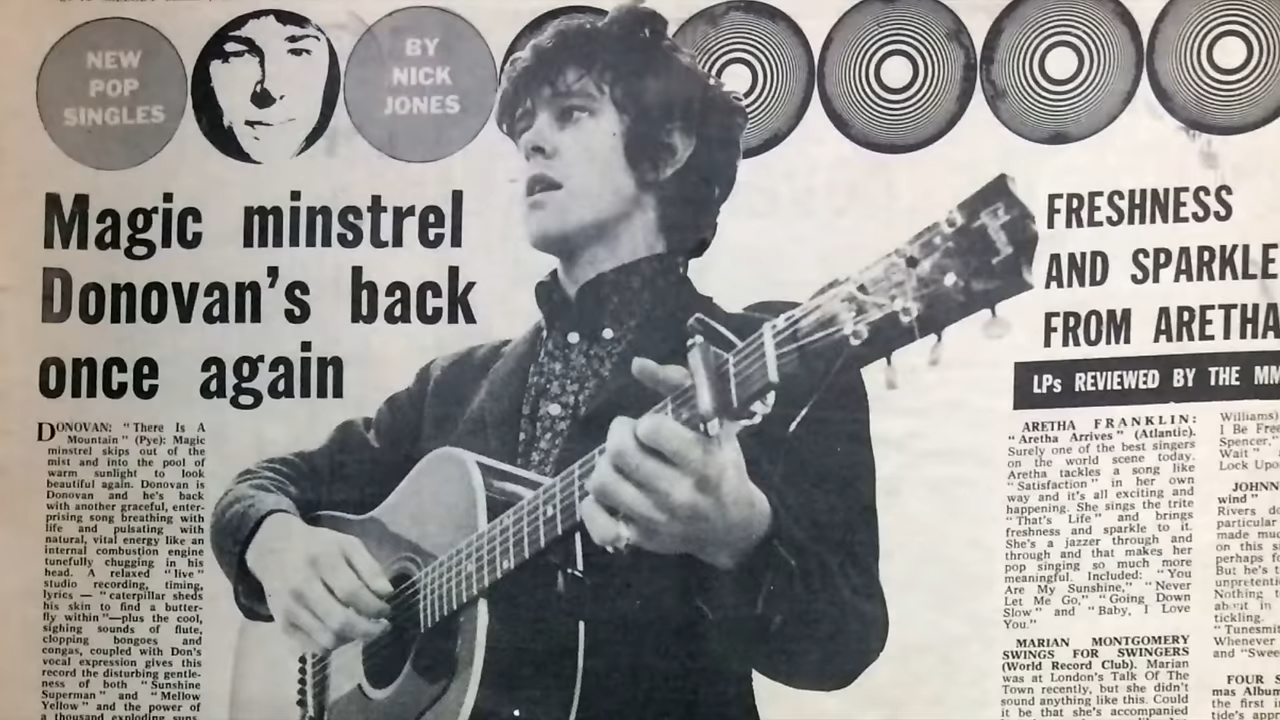 NEW
POP
SINGLES
BY
NICK
JONES
Magic minstrel
Donovan's back
once again
DONOVAN: "There Is A
Mountain" (Pye): Magic
minstrel skips out of the
mist and into the pool of
warm sunlight to look
beautiful again. Donovan is
Donovan and he's back
with another graceful, enter-
prising song breathing with
life and pulsating with
natural, vital energy like an
internal combustion engine
tunefully chugging in his
head. A relaxed "live"
studio recording, timing,
lyrics — "caterpillar sheds
his skin to find a butter-
fly within"—plus the cool,
sighing sounds of flute,
clopping bongoes and
congas, coupled with Don's
vocal expression gives this
record the disturbing gentle-
ness of both "Sunshine
Superman" and "Mellow
Yellow" and the power of
a thousand exploding suns.
FRESHNESS
AND SPARKLE
FROM ARETHA
LPs REVIEWED BY THE MM
ARETHA FRANKLIN:
"Aretha Arrives" (Atlantic).
Surely one of the best singers
on the world scene today.
Aretha tackles a song like
"Satisfaction" in her own
way and it's all exciting and
happening. She sings the trite
"That's Life" and brings
freshness and sparkle to it.
She's a jazzer through and
through and that makes her
pop singing so much more
meaningful. Included: "You
Are My Sunshine," "Never
Let Me Go," "Going Down
Slow" and "Baby, I Love
You."
MARIAN MONTGOMERY
SWINGS FOR SWINGERS
(World Record Club). Marian
was at London's Talk Of The
Town recently, but she didn't
sound anything like this. Could
it be that she's accompanied
Williams)
I Be Free
Spencer,"
Wait"
Lock Upo
JOHNN
wind"
Rivers do
particular
made muc
on this s
perhaps fo
But he's t
unpretenti
Nothing t
about in
tickling.
"Tunesmit
Whenever
and "Swee
FOUR S
mas Album
the first i
tide's appr